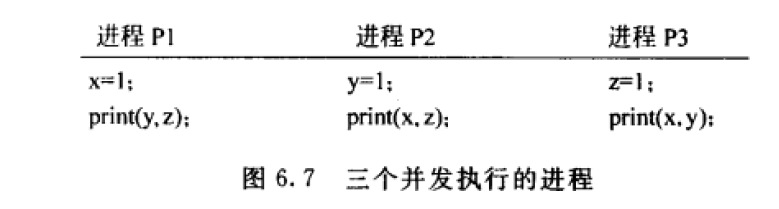 进程 P1 进程 P2 进程 P3
x=1; y=1; z=1;
print(y,z); print(x,z); print(x,y);
图 6.7 三个并发执行的进程